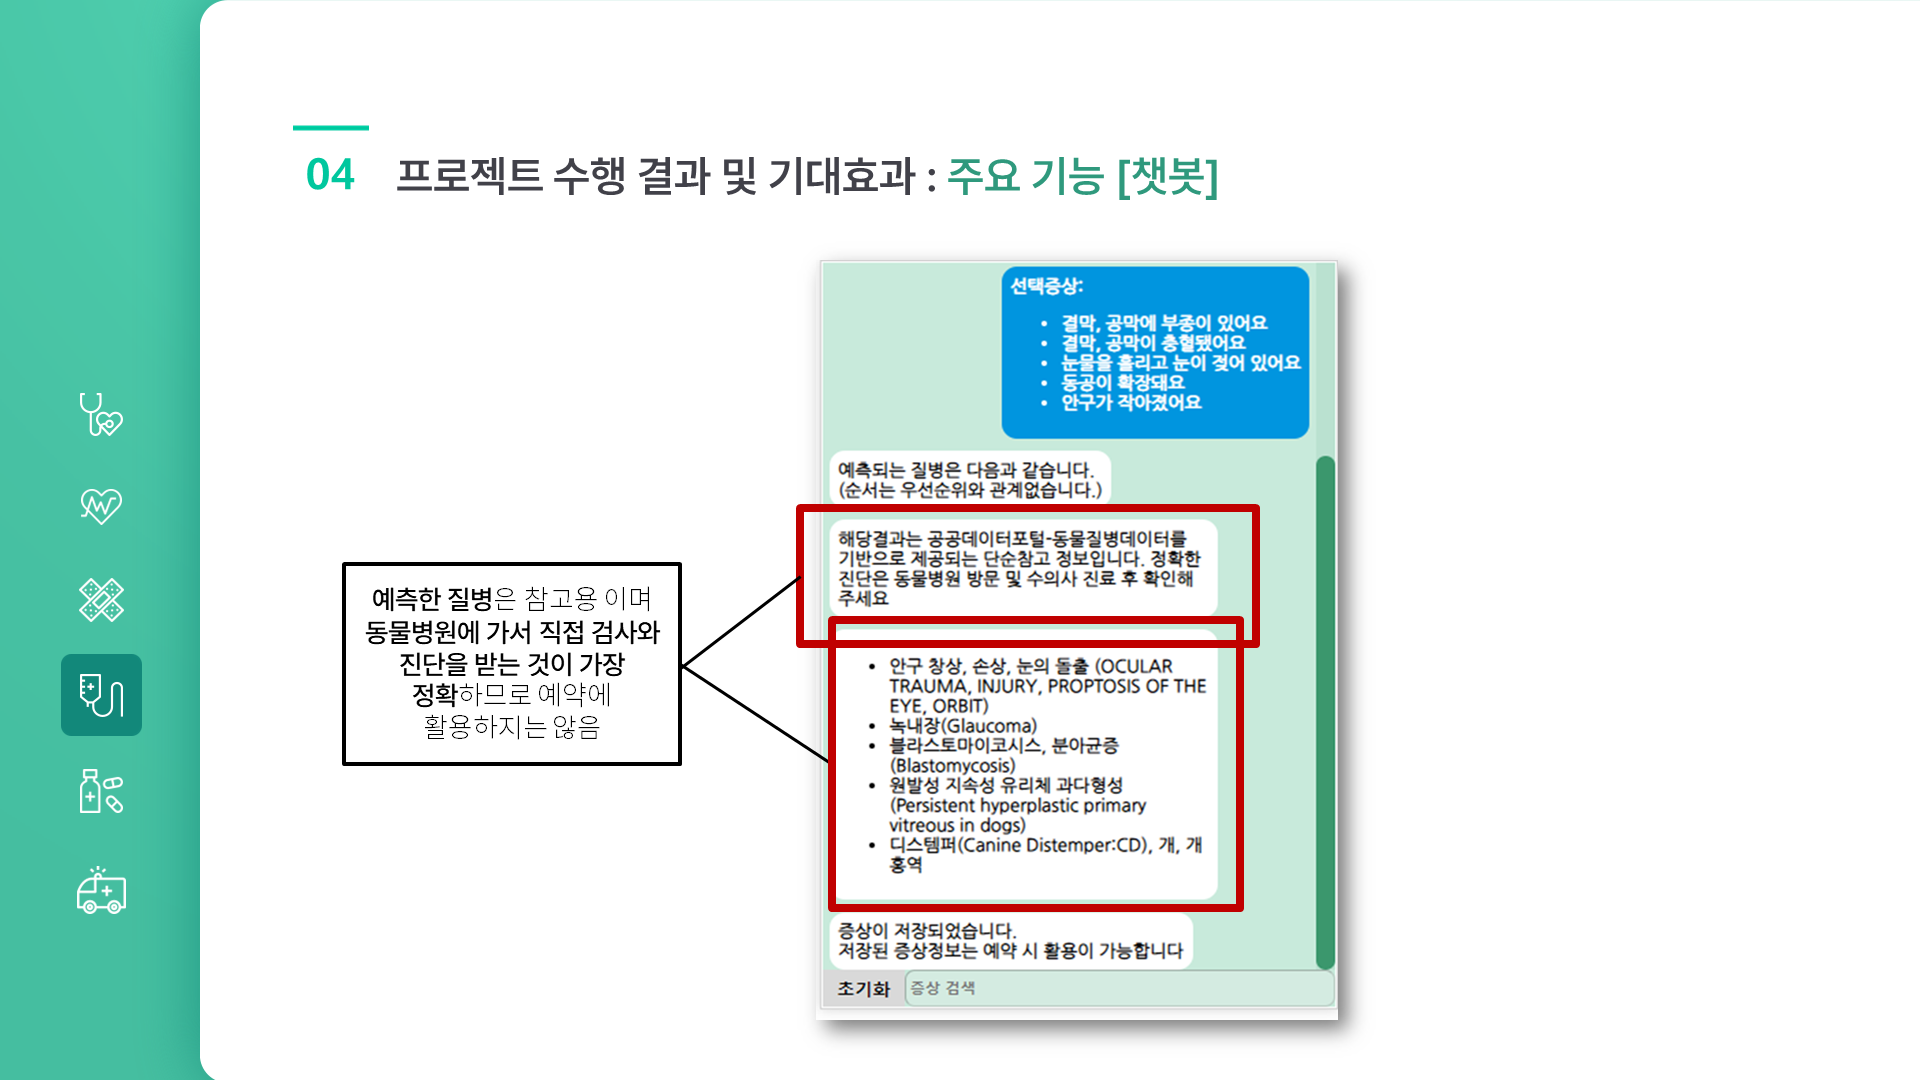 04 프로젝트 수행 결과 및 기대효과 : 주요 기능 [챗봇]
예측한 질병은 참고용 이며
동물병원에 가서 직접 검사와
진단을 받는 것이 가장
정확하므로 예약에
활용하지는 않음
선택증상:
• 결막, 공막에 부종이 있어요
• 결막, 공막이 충혈됐어요
• 눈물을 흘리고 눈이 젖어 있어요
• 동공이 확장돼요
• 안구가 작아졌어요
예측되는 질병은 다음과 같습니다.
(순서는 우선순위와 관계없습니다.)
해당결과는 공공데이터포털-동물질병데이터를
기반으로 제공되는 단순참고 정보입니다. 정확한
진단은 동물병원 방문 및 수의사 진료 후 확인해
주세요
• 안구 창상, 손상, 눈의 돌출 (OCULAR
TRAUMA, INJURY, PROPTOSIS OF THE
EYE, ORBIT)
• 녹내장(Glaucoma)
• 블라스토마이코시스, 분아균증
(Blastomycosis)
• 원발성 지속성 유리체 과다형성
(Persistent hyperplastic primary
vitreous in dogs)
• 디스템퍼(Canine Distemper:CD), 개, 개
홍역
증상이 저장되었습니다.
저장된 증상정보는 예약 시 활용이 가능합니다
초기화 증상 검색